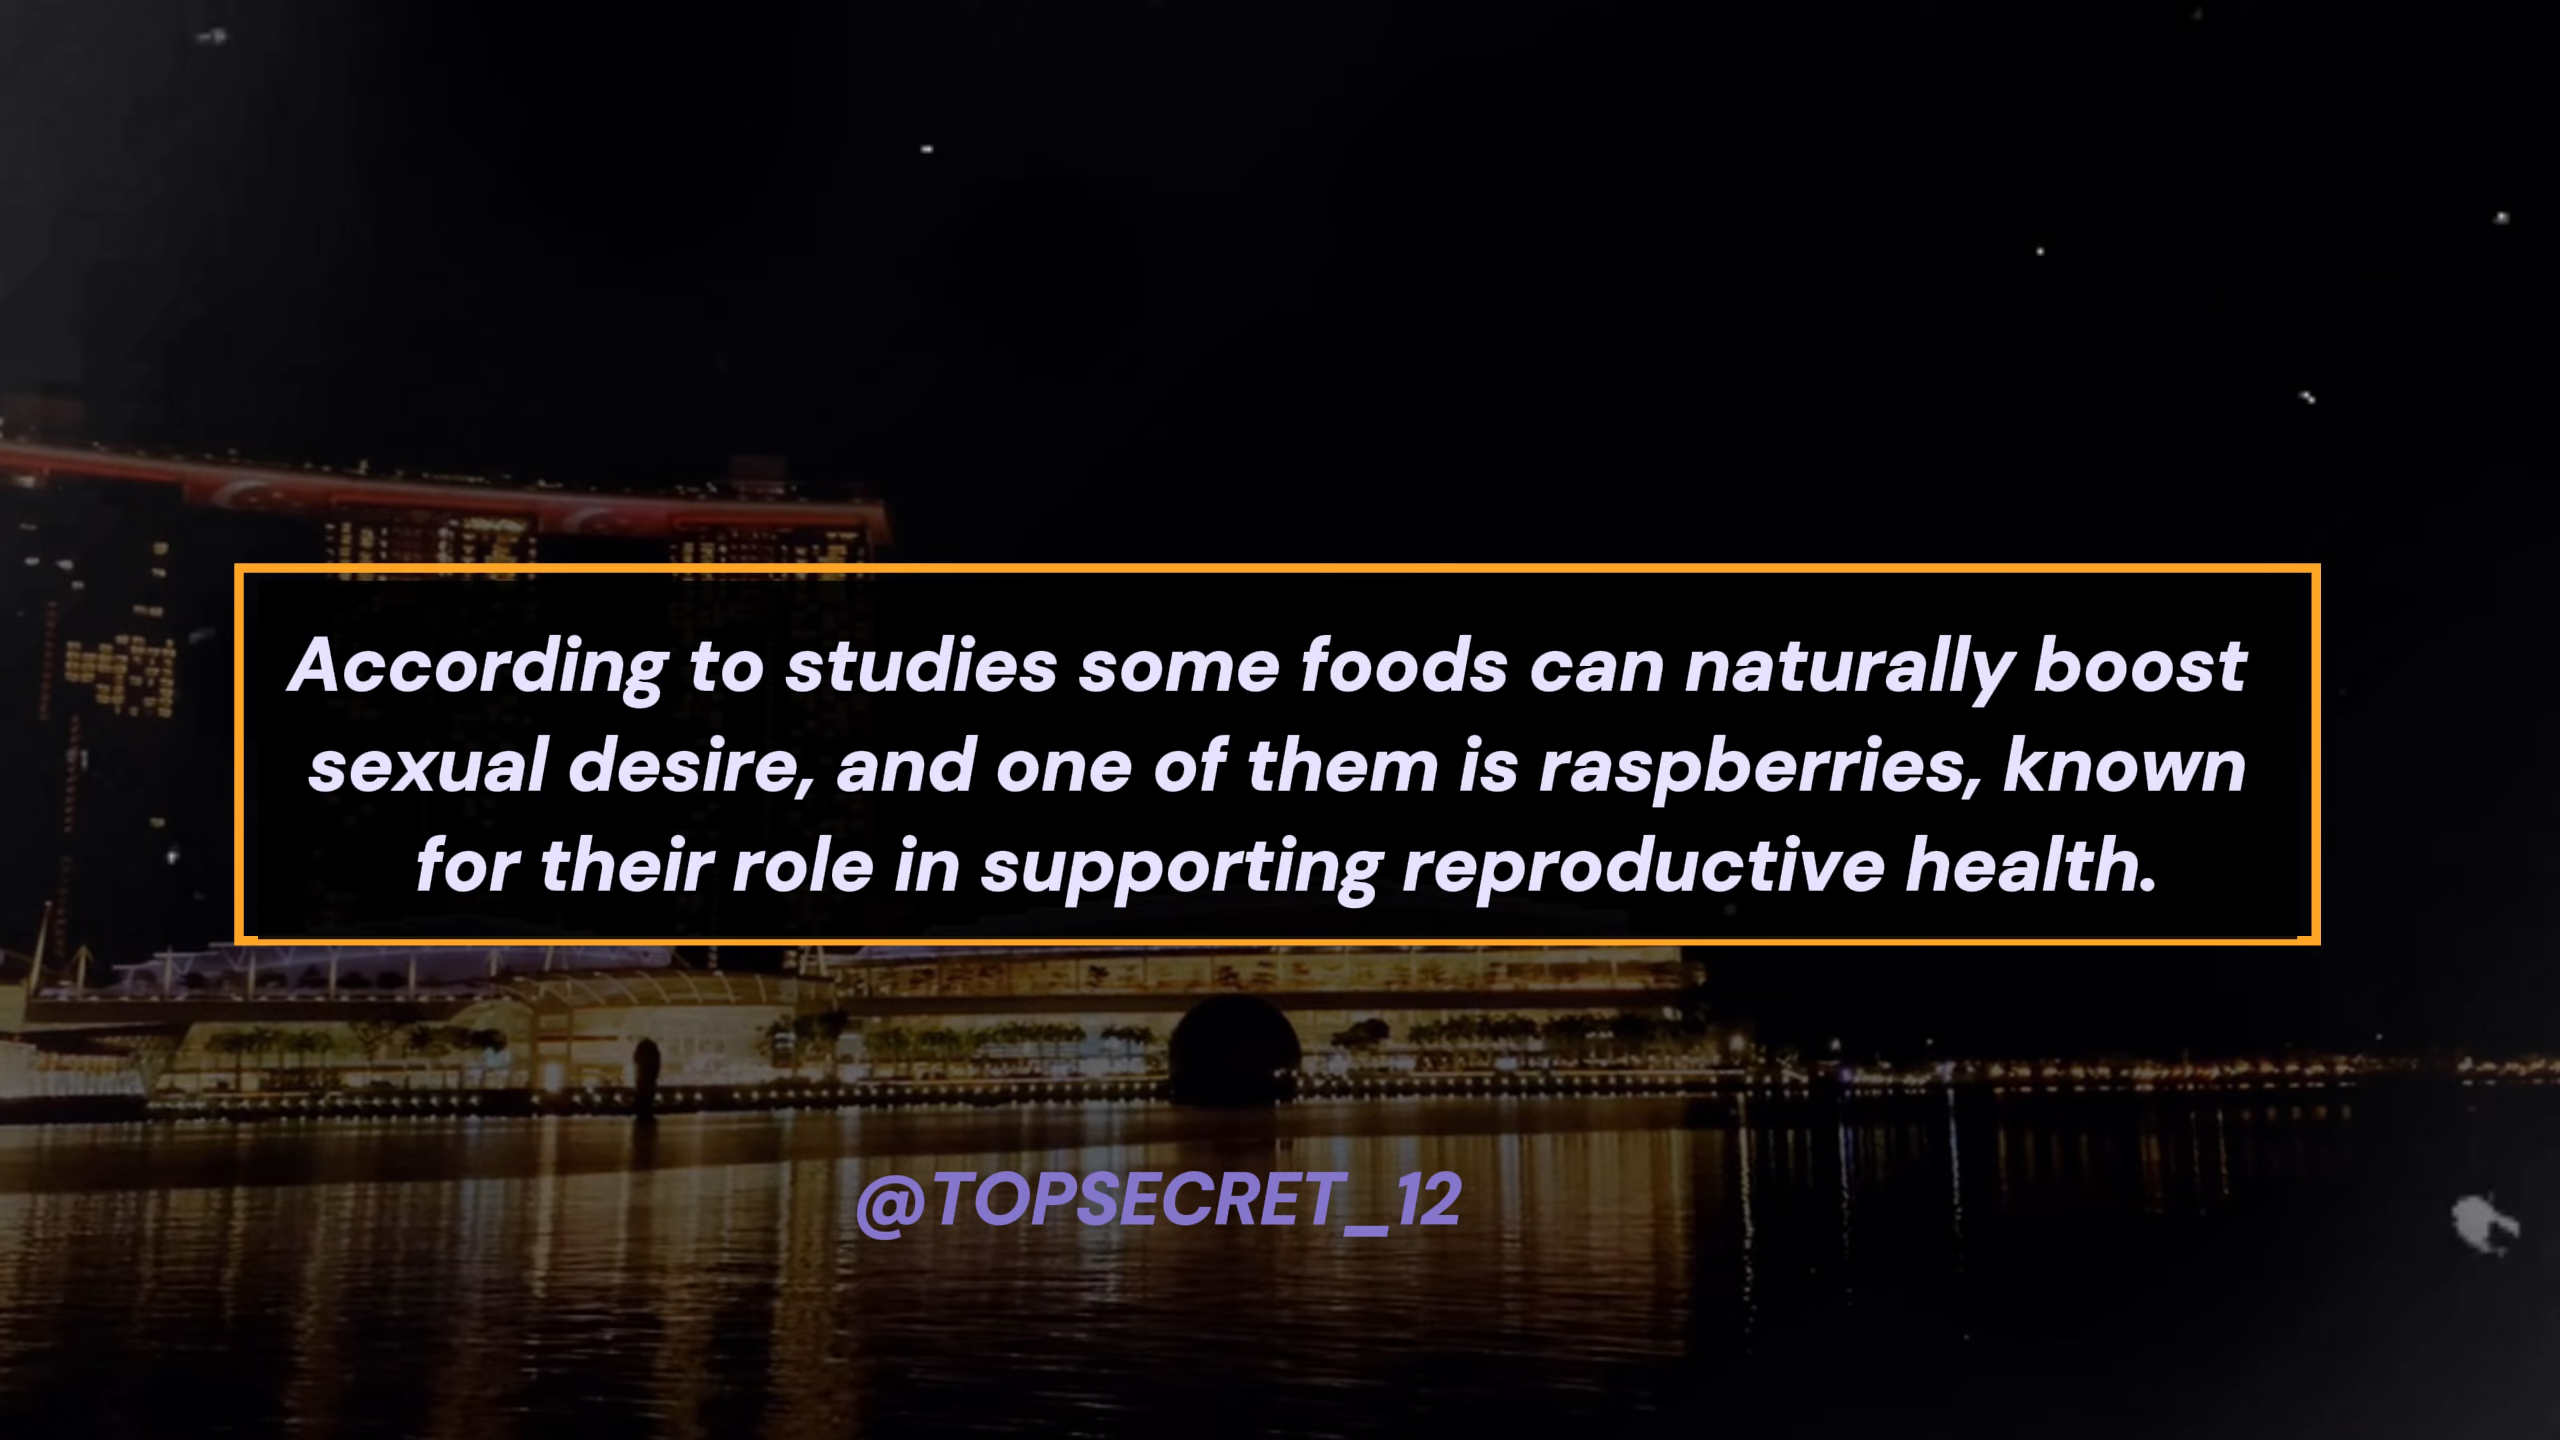 According to studies some foods can naturally boost
sexual desire, and one of them is raspberries, known
for their role in supporting reproductive health.
@TOPSECRET_12